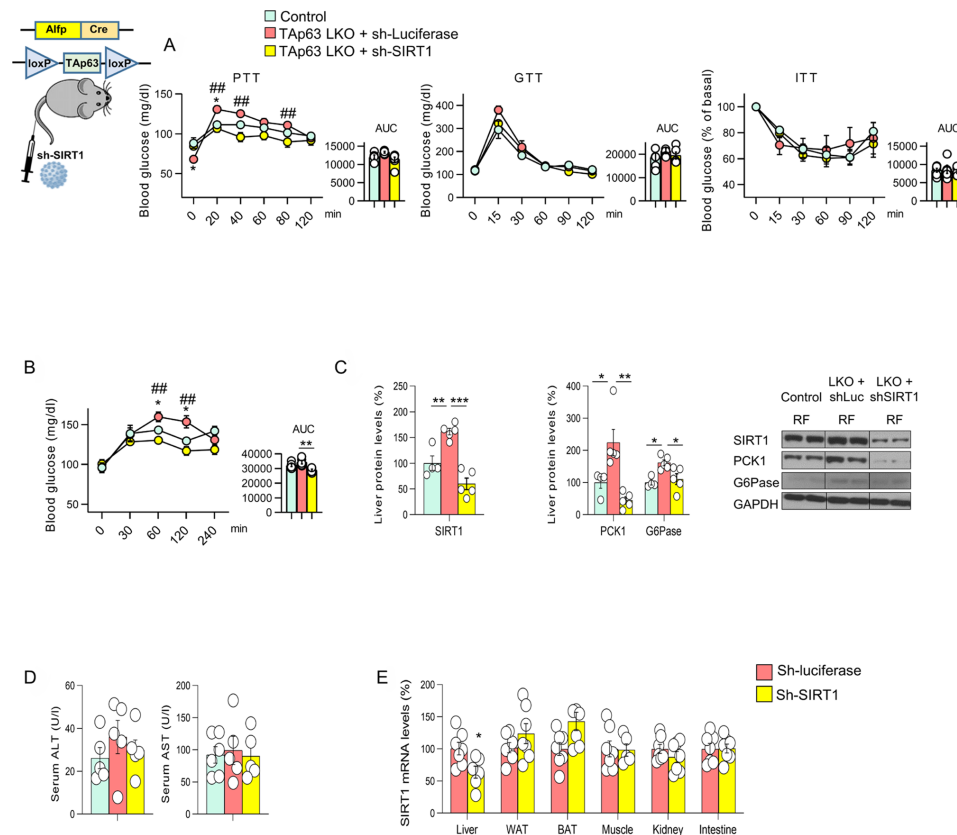 Alfp Cre
loxP TAp63 loxP
sh-SIRT1
Control
TAp63 LKO + sh-Luciferase
TAp63 LKO + sh-SIRT1
A
PTT
Blood glucose (mg/dl)
150
100
50
## ## ##
*
*
0 20 40 60 80 120 min
AUC
15000
10000
5000
0
GTT
Blood glucose (mg/dl)
400
300
200
100
0
0 15 30 60 90 120 min
AUC
20000
10000
0
ITT
Blood glucose (% of basal)
100
80
60
0 15 30 60 90 120 min
AUC
15000
10000
5000
0
B
Blood glucose (mg/dl)
200
150
100
50
## ##
* *
0 30 60 120 240 min
AUC
**
40000
30000
20000
10000
0
C
Liver protein levels (%)
200
150
100
50
0
** ***
SIRT1
Liver protein levels (%)
400
300
200
100
0
* **
* *
PCK1 G6Pase
Control LKO + shLuc LKO + shSIRT1
RF RF RF
SIRT1
PCK1
G6Pase
GAPDH
D
Serum ALT (U/l)
60
40
20
0
Serum AST (U/l)
200
150
100
50
0
E
Sh-luciferase
Sh-SIRT1
SIRT1 mRNA levels (%)
200
150
100
50
0
*
Liver WAT BAT Muscle Kidney Intestine